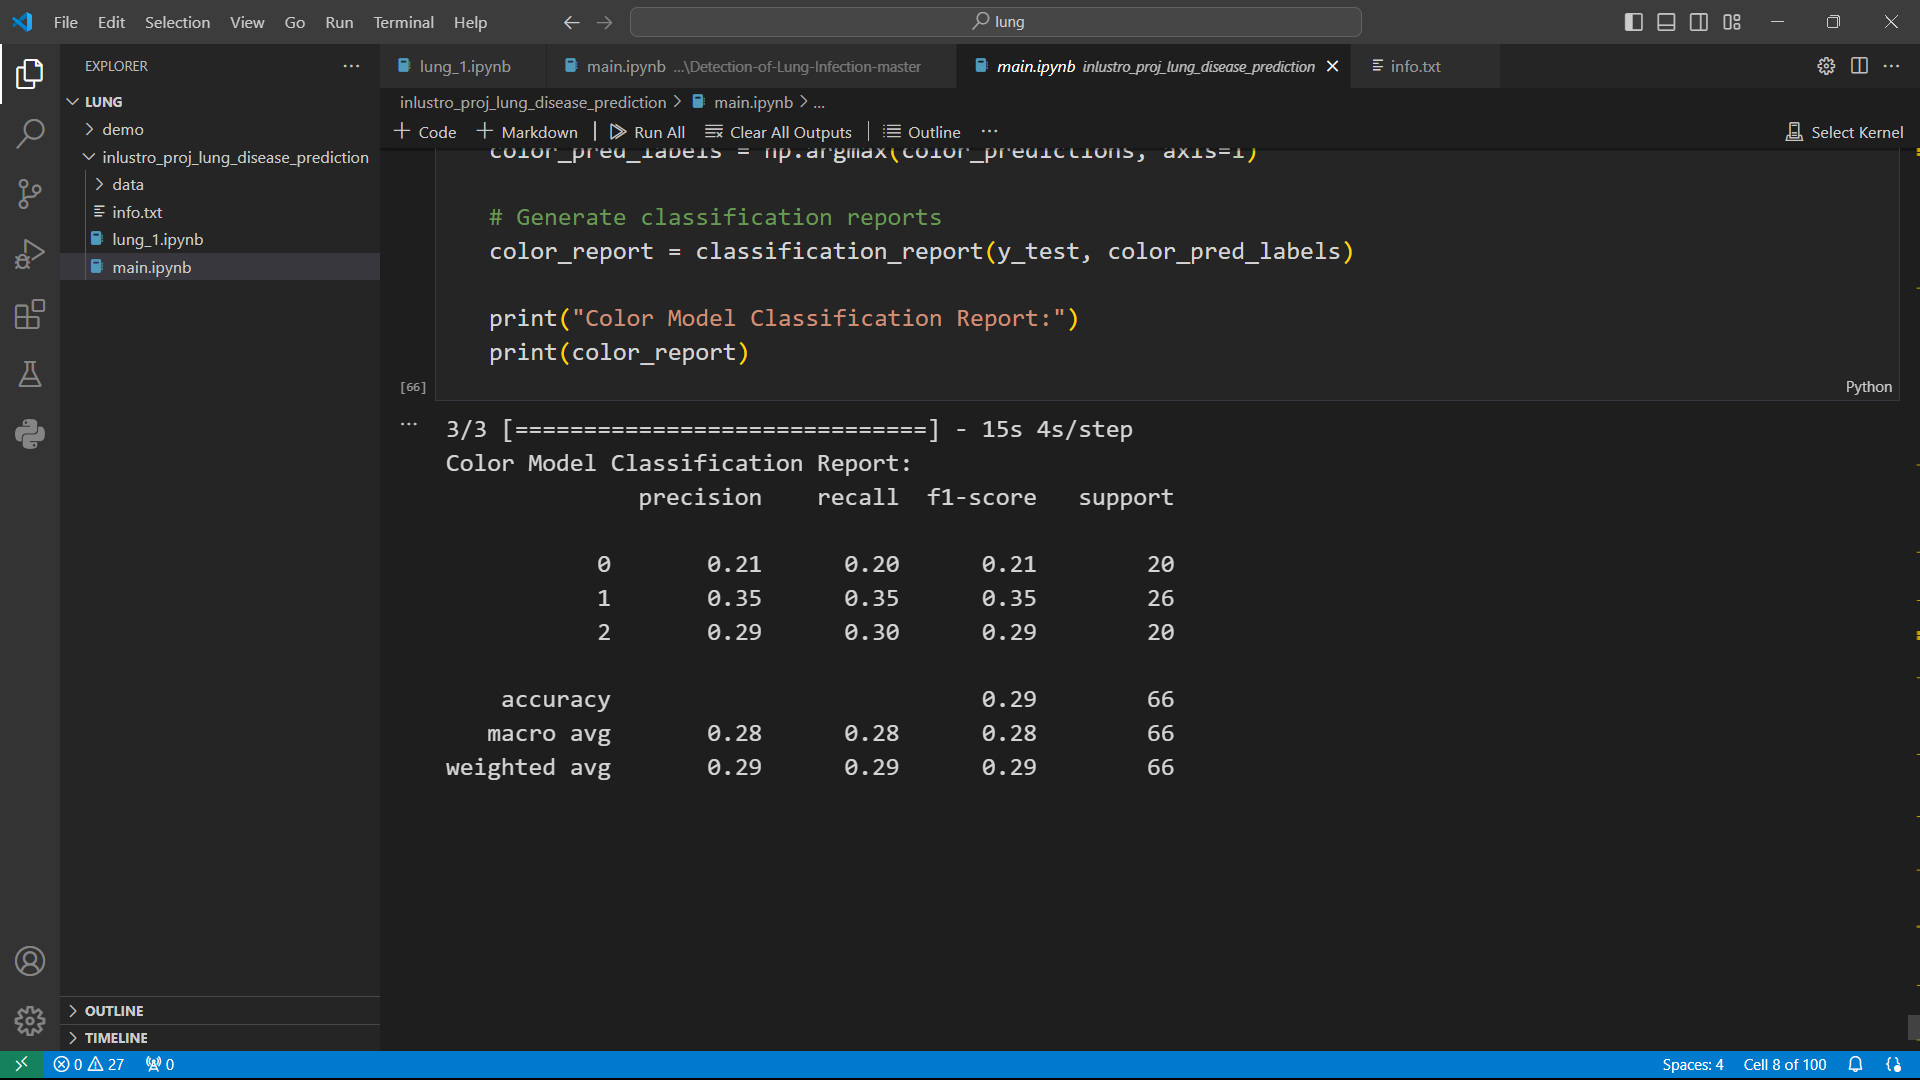 File Edit Selection View Go Run Terminal Help
lung
EXPLORER
LUNG
demo
inlustro_proj_lung_disease_prediction
data
info.txt
lung_1.ipynb
main.ipynb
OUTLINE
TIMELINE
lung_1.ipynb
main.ipynb ...\Detection-of-Lung-Infection-master
main.ipynb inlustro_proj_lung_disease_prediction
info.txt
inlustro_proj_lung_disease_prediction > main.ipynb > ...
+ Code + Markdown | Run All Clear All Outputs | Outline ...
Select Kernel
color_pred_labels = np.argmax(color_predictions, axis=1)
# Generate classification reports
color_report = classification_report(y_test, color_pred_labels)
print("Color Model Classification Report:")
print(color_report)
[66]
Python
3/3 [==============================] - 15s 4s/step
Color Model Classification Report:
precision recall f1-score support
0 0.21 0.20 0.21 20
1 0.35 0.35 0.35 26
2 0.29 0.30 0.29 20
accuracy 0.29 66
macro avg 0.28 0.28 0.28 66
weighted avg 0.29 0.29 0.29 66
0 27 0
Spaces: 4 Cell 8 of 100